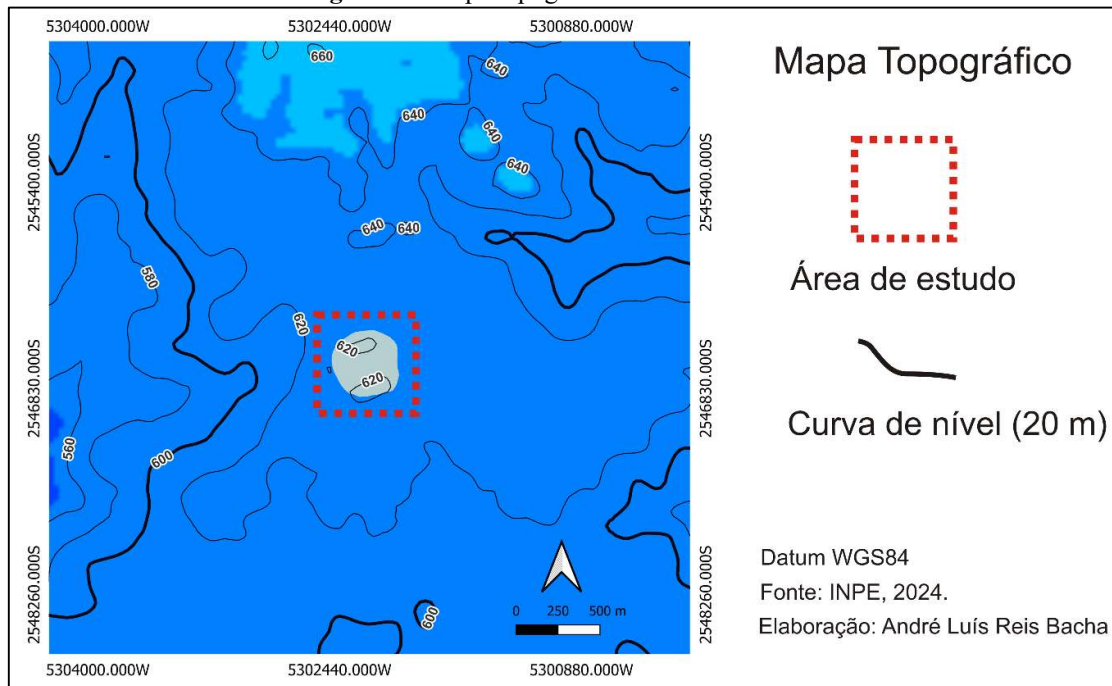 5304000.000W 5302440.000W 5300880.000W
660
640
640
640
640
2545400.000S
2545400.000S
640
640
580
620
620
620
2546830.000S
2546830.000S
560
600
600
2548260.000S
2548260.000S
0 250 500 m
5304000.000W 5302440.000W 5300880.000W
Mapa Topográfico
Área de estudo
Curva de nível (20 m)
Datum WGS84
Fonte: INPE, 2024.
Elaboração: André Luís Reis Bacha